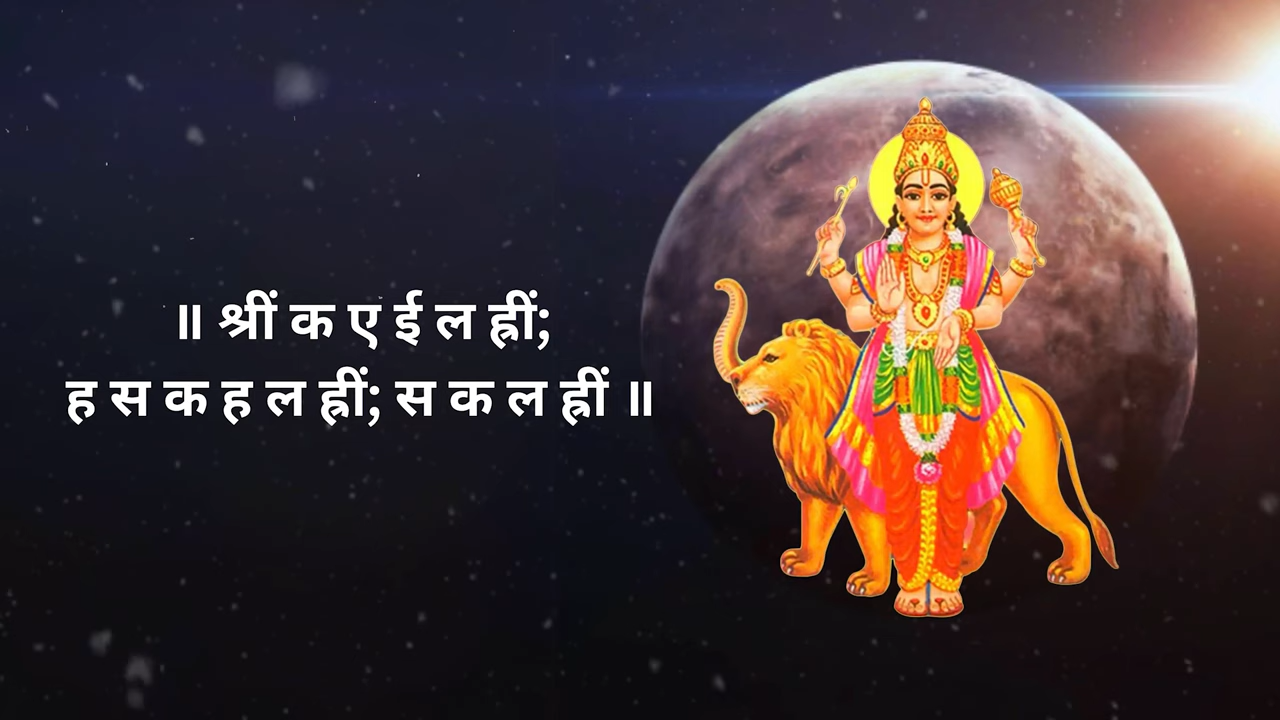 ॥ श्रीं क ए ई ल ह्रीं;
ह स क ह ल ह्रीं; स क ल ह्रीं ॥